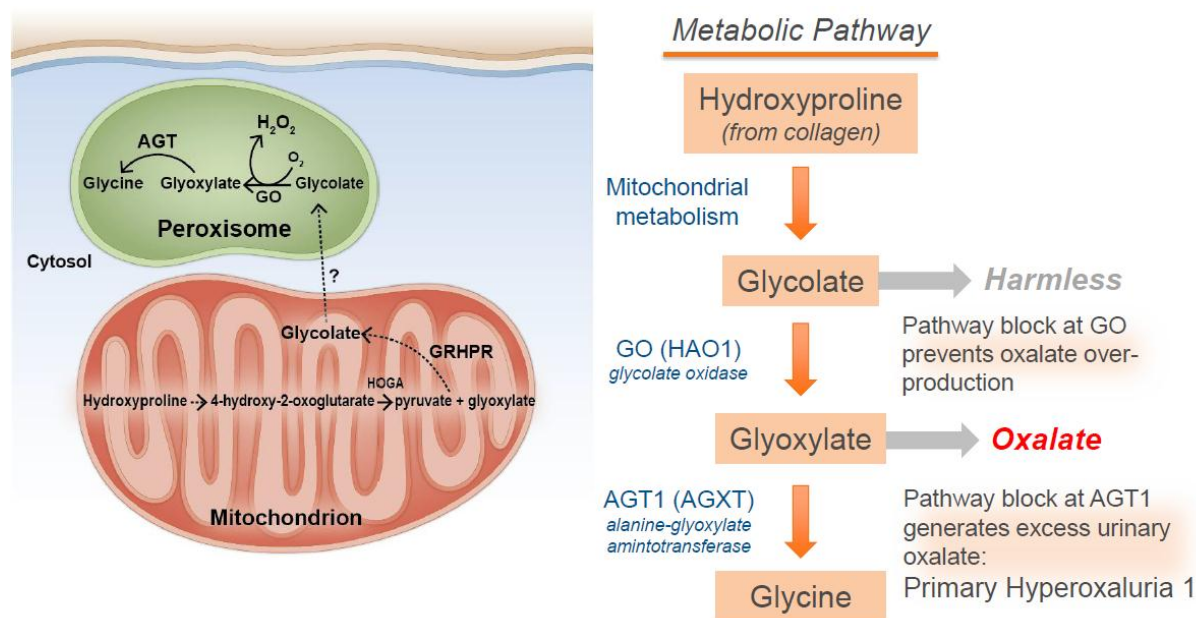 H₂O₂
AGT
O₂
Glycine
Glyoxylate
Glycolate
GO
Peroxisome
Cytosol
?
Glycolate
GRHPR
HOGA
Hydroxyproline
4-hydroxy-2-oxoglutarate
pyruvate + glyoxylate
Mitochondrion
Metabolic Pathway
Hydroxyproline
(from collagen)
Mitochondrial
metabolism
Glycolate
Harmless
GO (HAO1)
glycolate oxidase
Pathway block at GO
prevents oxalate over-
production
Glyoxylate
Oxalate
AGT1 (AGXT)
alanine-glyoxylate
amintotransferase
Pathway block at AGT1
generates excess urinary
oxalate:
Primary Hyperoxaluria 1
Glycine